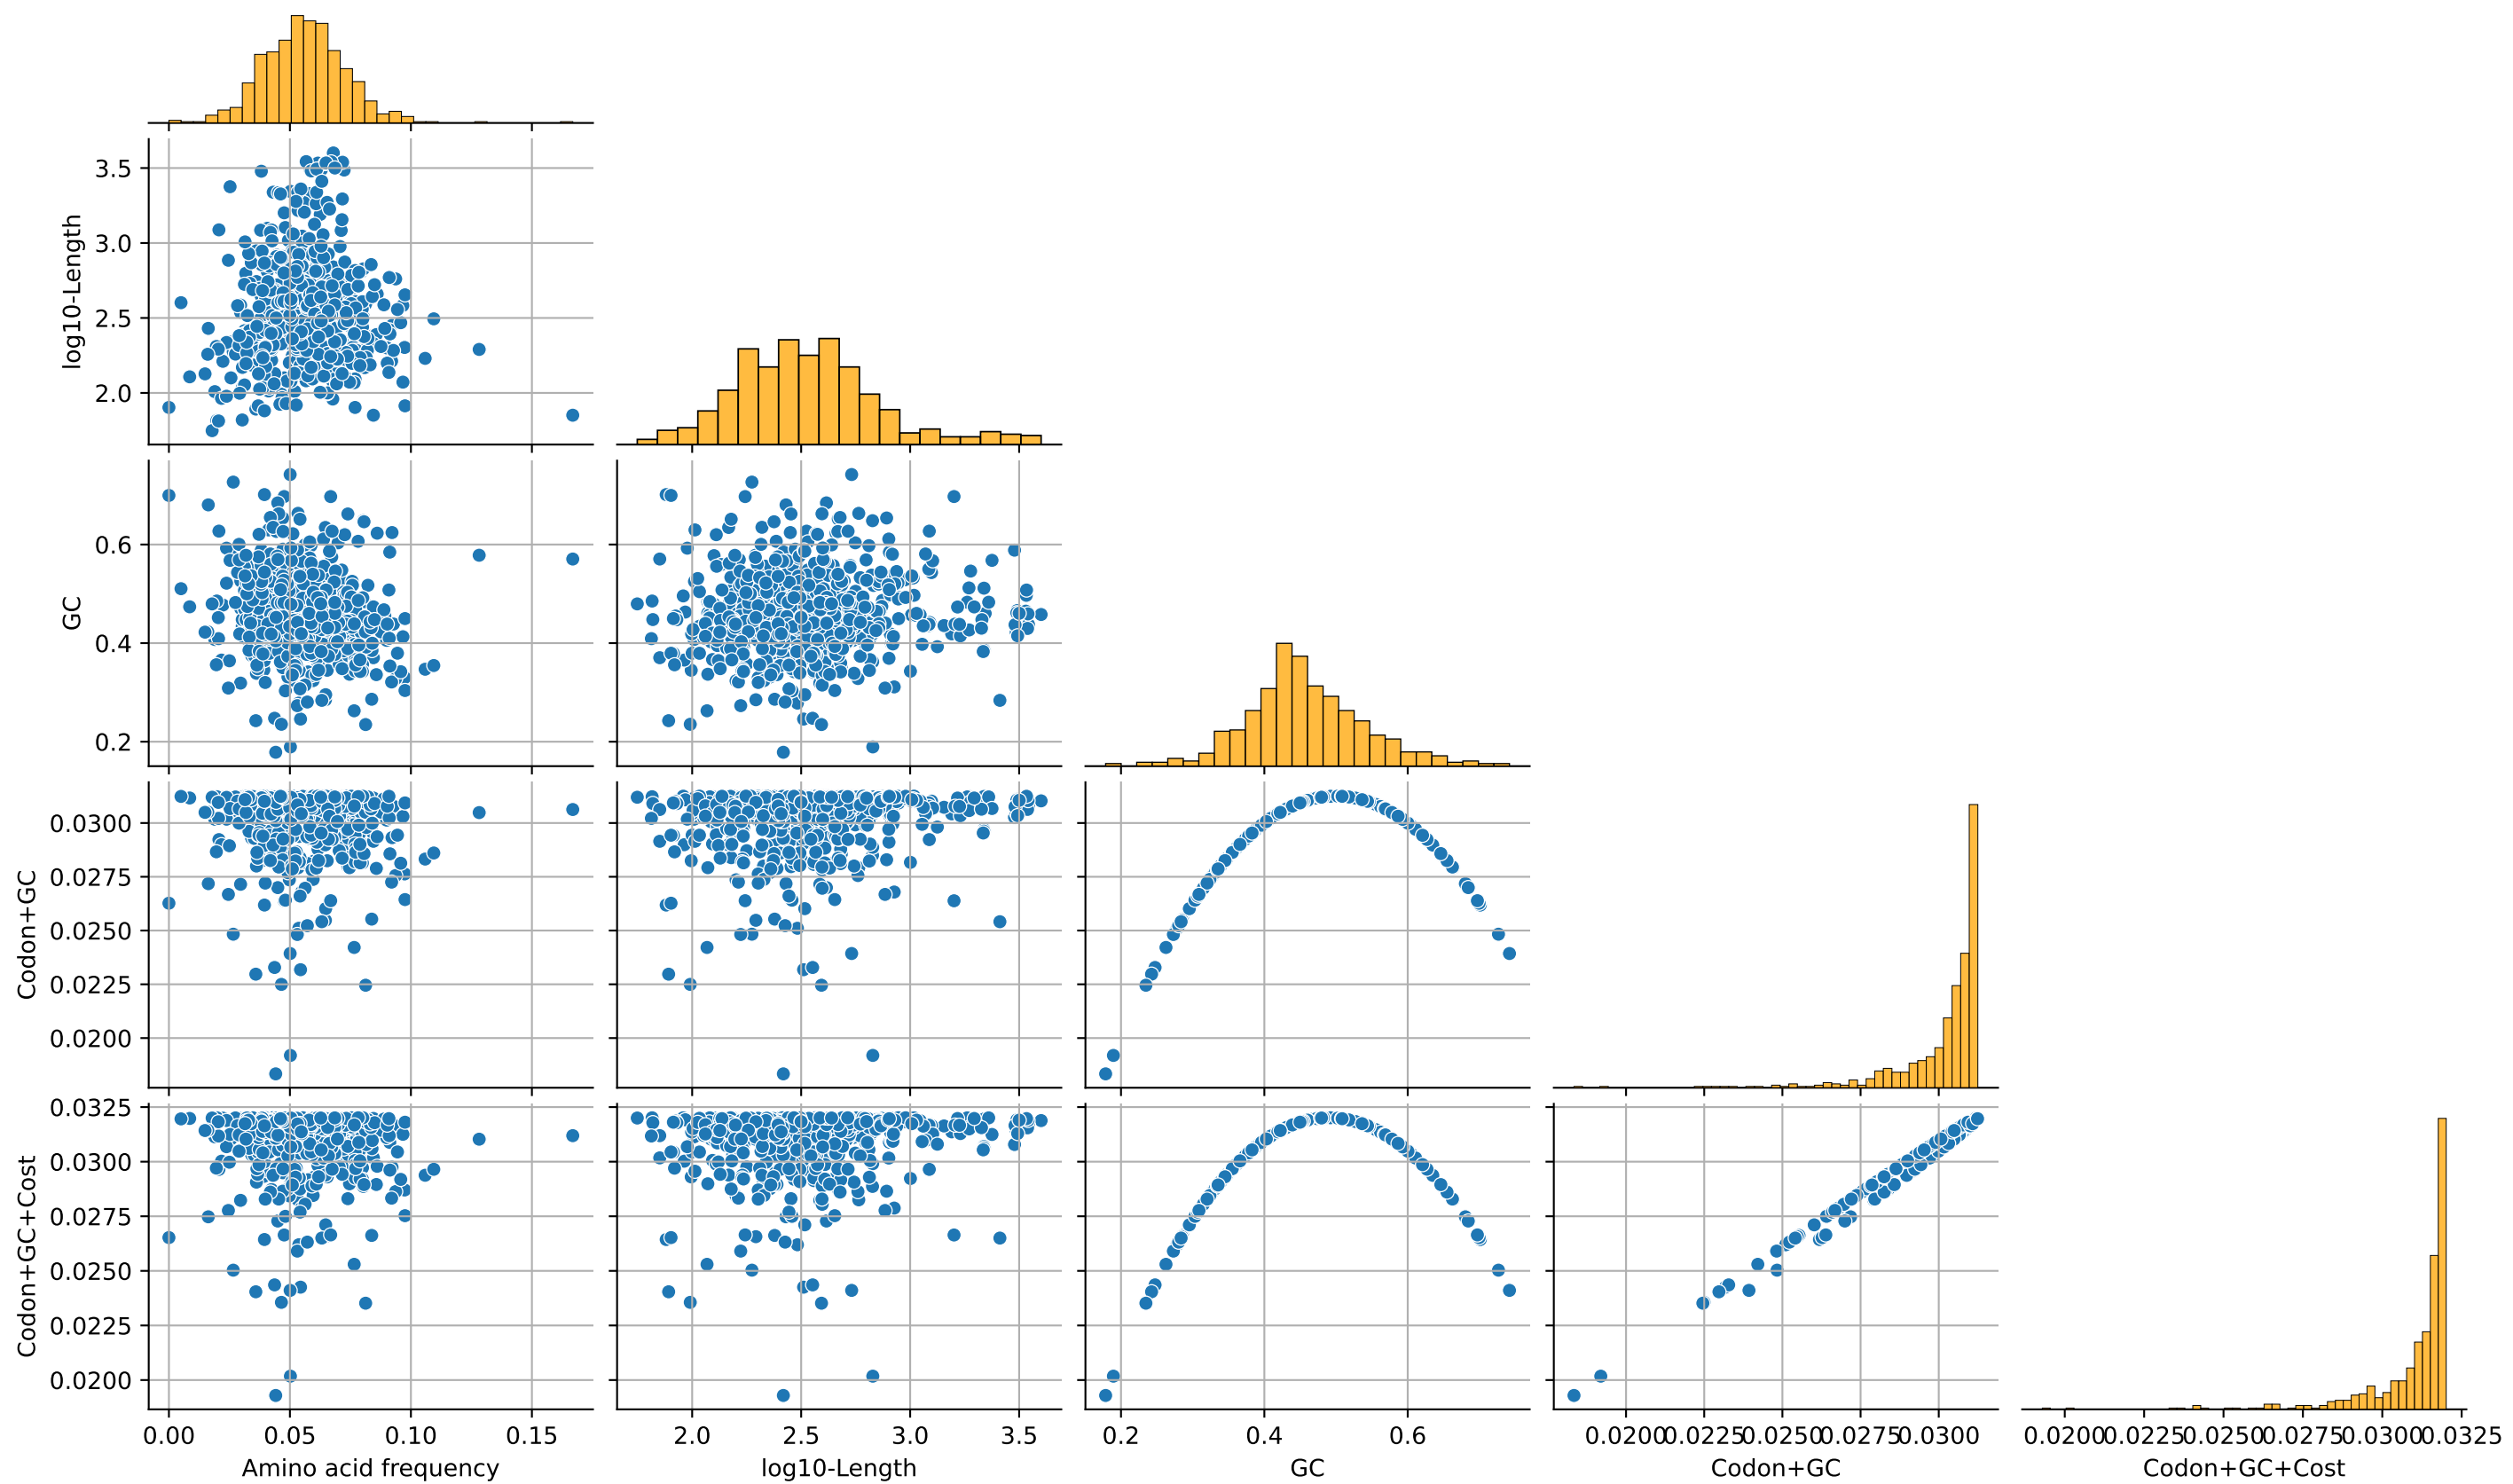 log10-Length
3.5
3.0
2.5
2.0
GC
0.6
0.4
0.2
Codon+GC
0.0300
0.0275
0.0250
0.0225
0.0200
Codon+GC+Cost
0.0325
0.0300
0.0275
0.0250
0.0225
0.0200
0.00 0.05 0.10 0.15
Amino acid frequency
2.0 2.5 3.0 3.5
log10-Length
0.2 0.4 0.6
GC
0.0200 0.0225 0.0250 0.0275 0.0300
Codon+GC
0.0200 0.0225 0.0250 0.0275 0.0300 0.0325
Codon+GC+Cost